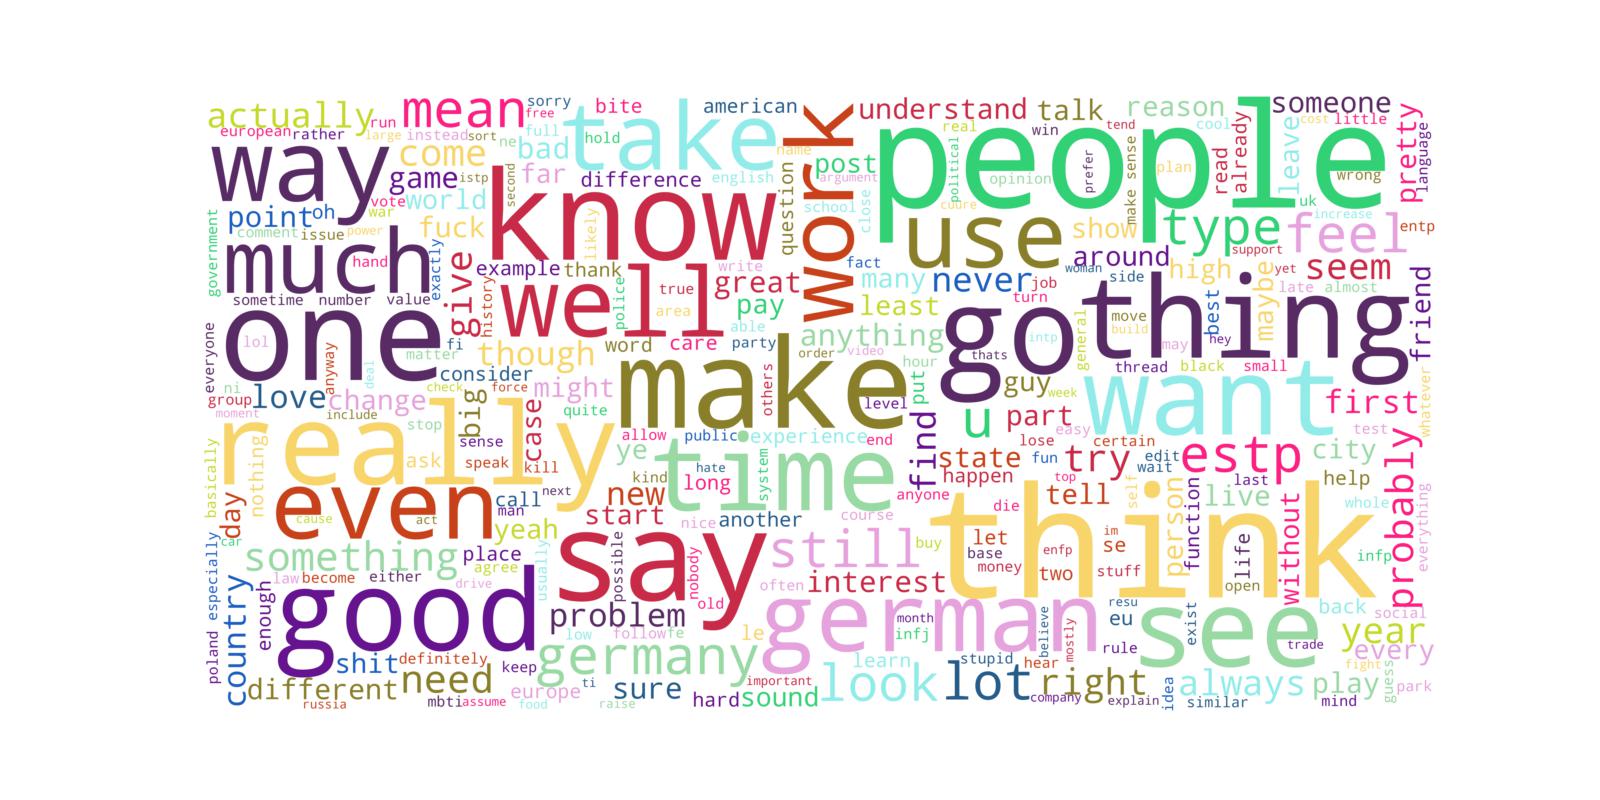 actually
mean
sorry
free
bite
american
understand
talk
reason
someone
european
rather
run
large
instead
sort
ne
full
hold
take
work
people
real
win
tend
cool
cost
little
pretty
language
way
come
bad
name
post
argument
political
opinion
prefer
make sense
plan
read
already
leave
wrong
game
istp
second
far
difference
english
question
school
close
cuure
uk
increase
vote
world
know
use
show
type
feel
entp
point
oh
war
power
fuck
likely
government
comment
issue
much
hand
exactly
give
example
thank
write
great
fact
many
never
job
around
woman
side
support
high
yet
seem
late
almost
maybe
friend
sometime
number
value
history
well
police
true
area
pay
least
turn
move
build
best
hey
one
lol
fi
able
anything
go
intp
general
thing
may
everyone
matter
though
word
care
party
order
video
hour
thats
thread
black
small
ni
anyway
deal
consider
check
force
might
make
others
level
put
guy
week
want
whatever
group
love
change
moment
include
quite
u
part
first
easy
test
really
stop
big
case
sense
allow
public
experience
end
find
lose
certain
city
basically
nothing
ask
speak
kill
ye
time
kind
hate
long
system
state
fun
try
edit
wait
estp
probably
happen
top
last
help
day
even
cause
act
call
next
man
new
anyone
tell
self
live
whole
everything
yeah
start
nice
another
course
die
think
person
function
without
car
especially
something
place
agree
usually
say
possible
nobody
still
buy
let
base
money
enfp
im
se
two
stuff
life
open
infp
law
become
either
drive
old
often
interest
country
enough
good
problem
month
german
infj
resu
eu
believe
mostly
rule
see
exist
back
social
poland
low
follow
fe
le
trade
year
every
shit
definitely
keep
germany
learn
stupid
hear
fight
guess
different
need
europe
ti
sure
important
look
lot
right
idea
always
play
park
russia
mbti
assume
food
raise
hard
sound
company
explain
similar
mind